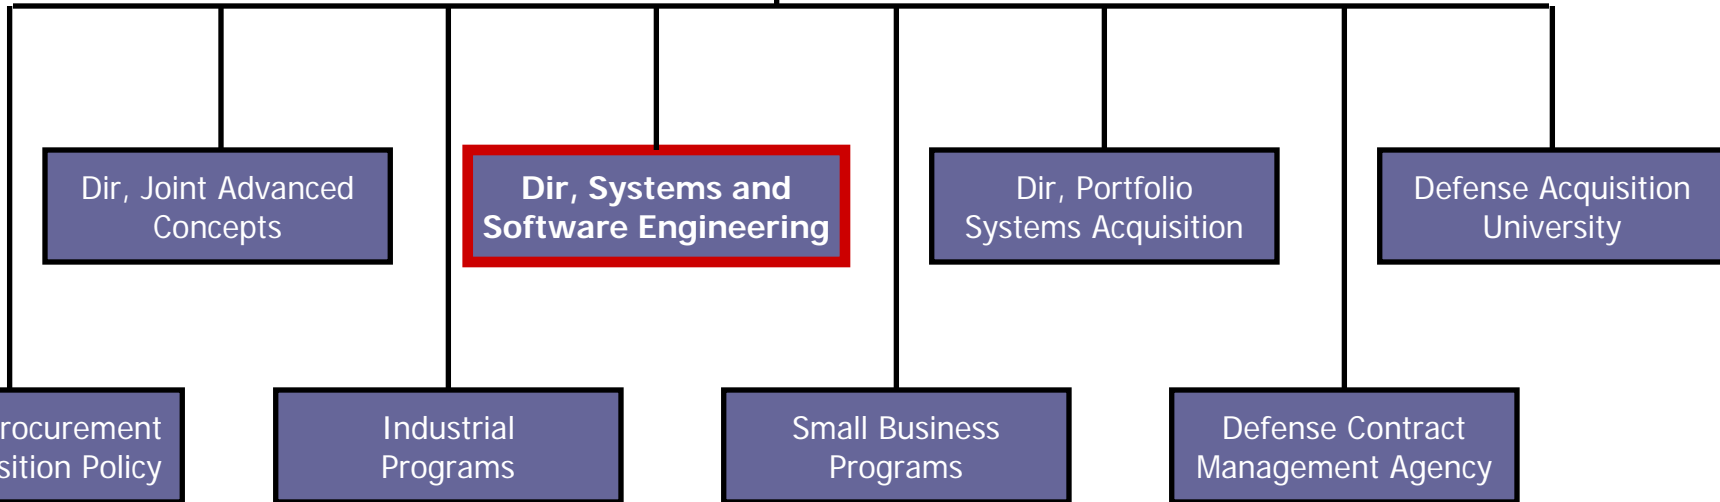 Dir, Joint Advanced
Concepts
Dir, Systems and
Software Engineering
Dir, Portfolio
Systems Acquisition
Defense Acquisition
University
rocurement
sition Policy
Industrial
Programs
Small Business
Programs
Defense Contract
Management Agency